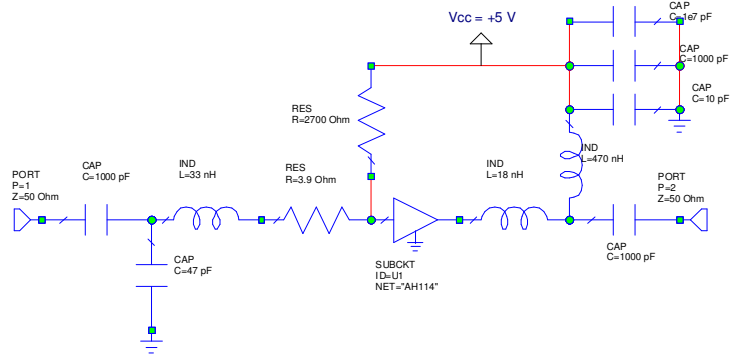 CAP
C=1e7 pF
Vcc = +5 V
CAP
C=1000 pF
CAP
C=10 pF
RES
R=2700 Ohm
IND
L=470 nH
PORT
P=1
Z=50 Ohm
CAP
C=1000 pF
IND
L=33 nH
RES
R=3.9 Ohm
IND
L=18 nH
PORT
P=2
Z=50 Ohm
CAP
C=47 pF
SUBCKT
ID=U1
NET="AH114"
CAP
C=1000 pF